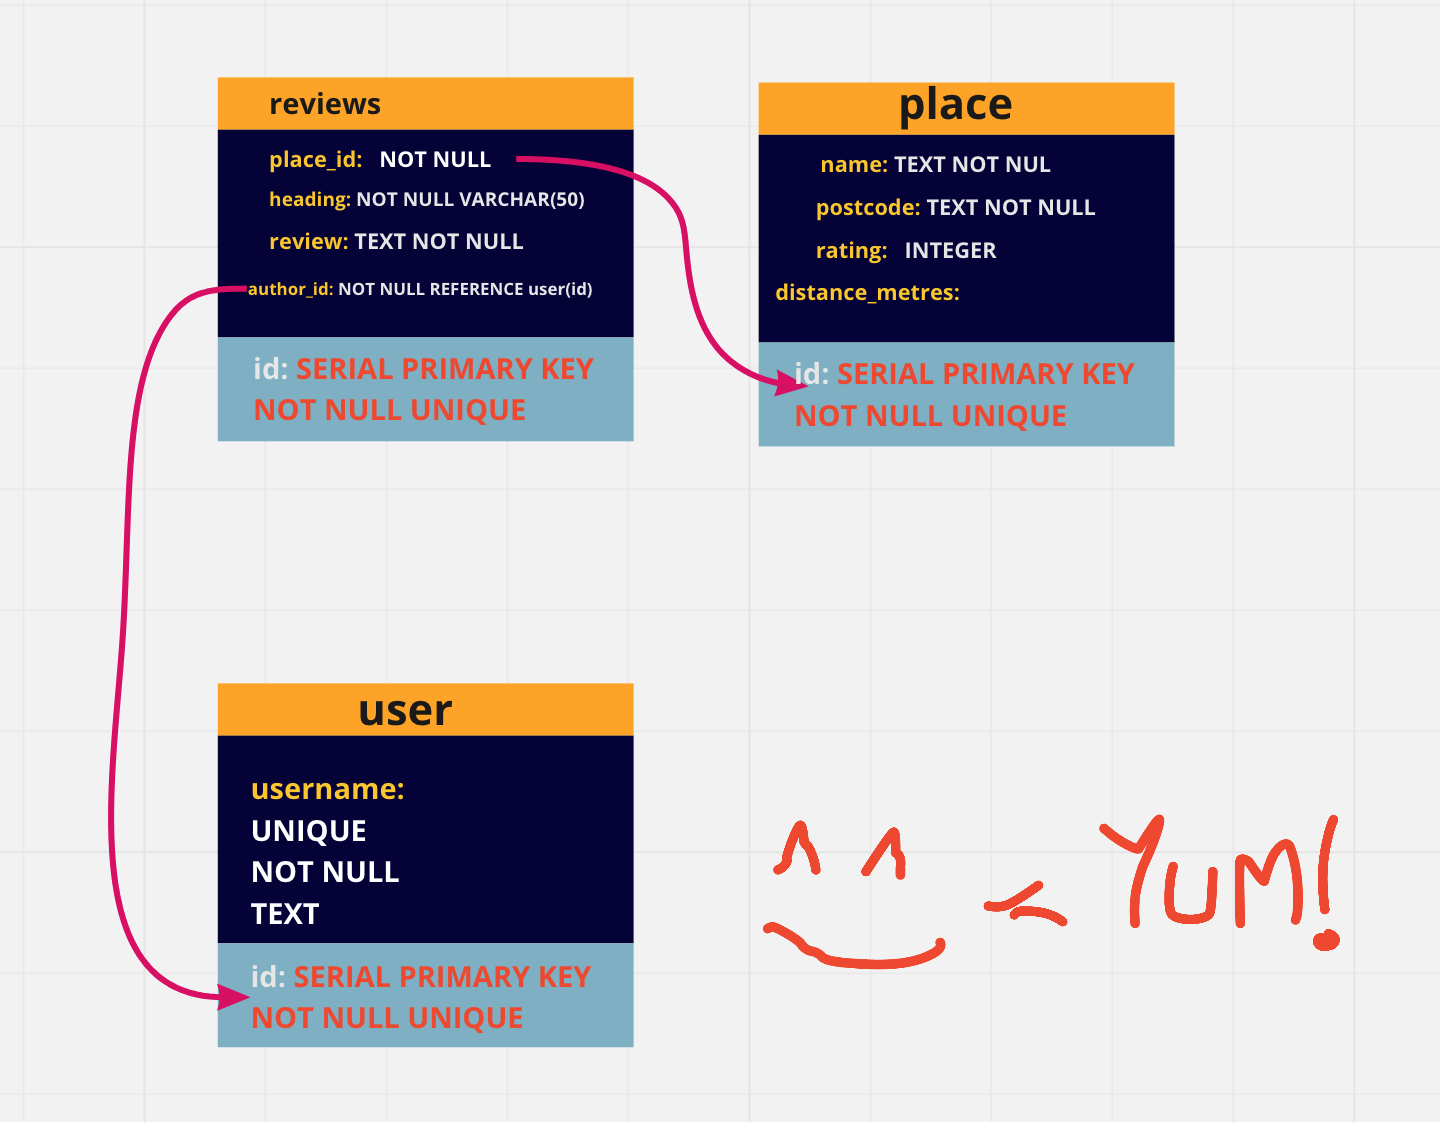 reviews
place_id: NOT NULL
heading: NOT NULL VARCHAR(50)
review: TEXT NOT NULL
author_id: NOT NULL REFERENCE user(id)
id: SERIAL PRIMARY KEY
NOT NULL UNIQUE
place
name: TEXT NOT NUL
postcode: TEXT NOT NULL
rating: INTEGER
distance_metres:
id: SERIAL PRIMARY KEY
NOT NULL UNIQUE
user
username:
UNIQUE
NOT NULL
TEXT
id: SERIAL PRIMARY KEY
NOT NULL UNIQUE
YUM!